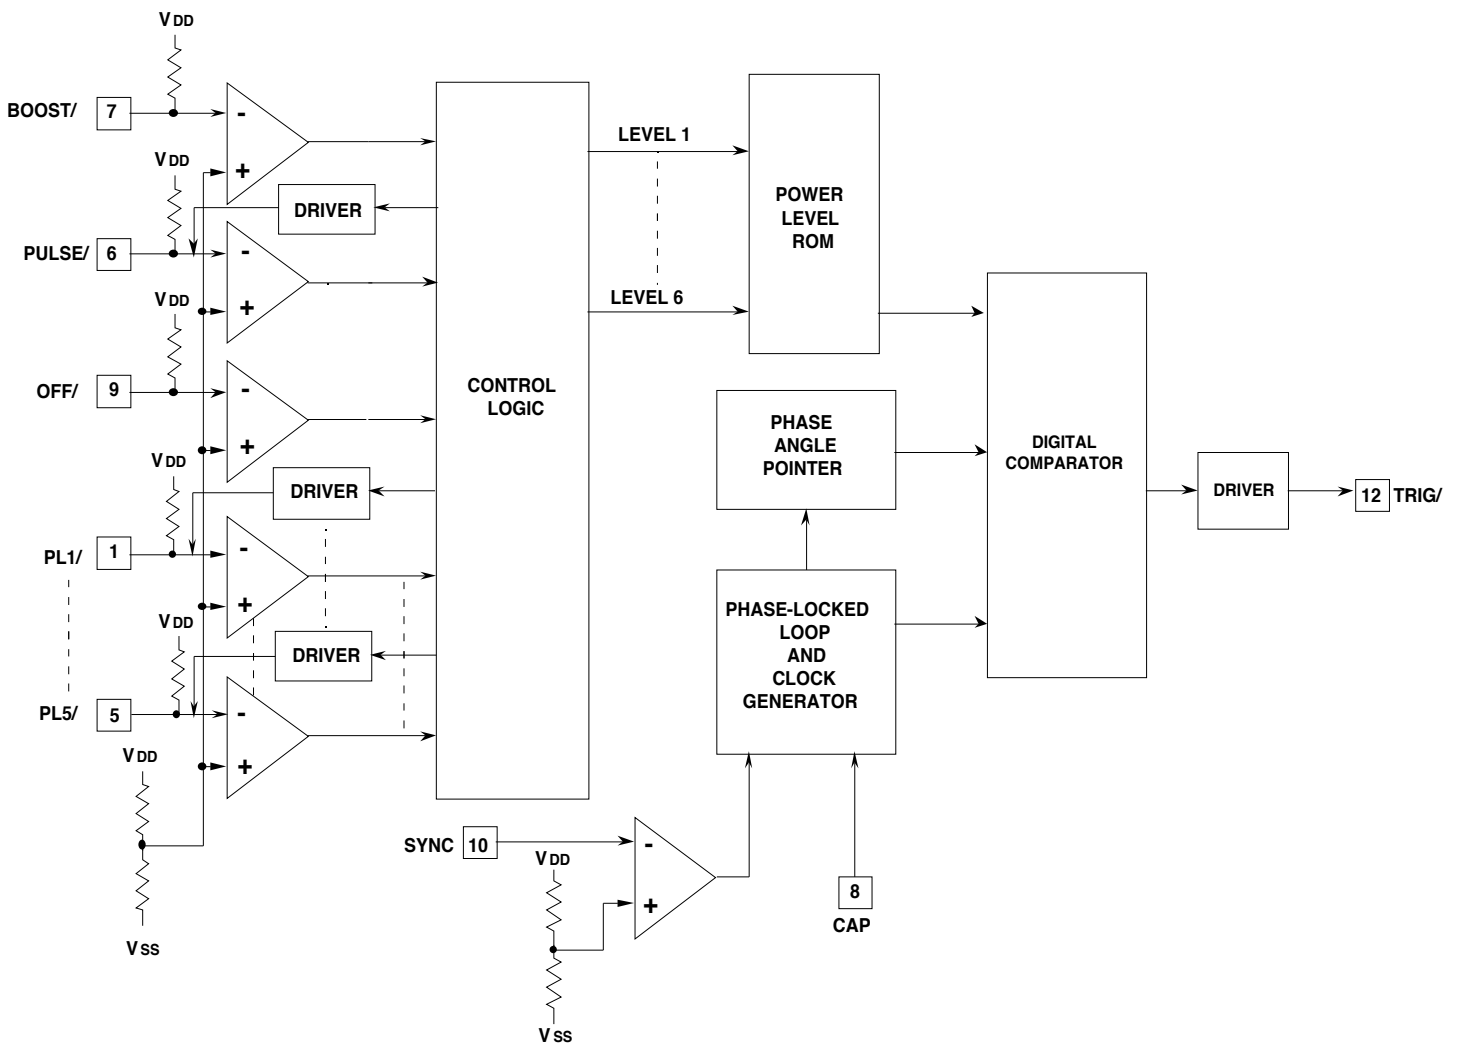 VDD
BOOST/ 7
-
+
VDD
DRIVER
PULSE/ 6
-
+
VDD
OFF/ 9
-
+
VDD
DRIVER
PL1/ 1
-
+
VDD
DRIVER
PL5/ 5
-
+
VDD
VSS
CONTROL
LOGIC
LEVEL 1
LEVEL 6
POWER
LEVEL
ROM
PHASE
ANGLE
POINTER
PHASE-LOCKED
LOOP
AND
CLOCK
GENERATOR
DIGITAL
COMPARATOR
DRIVER
12 TRIG/
SYNC 10
-
+
VDD
VSS
8
CAP